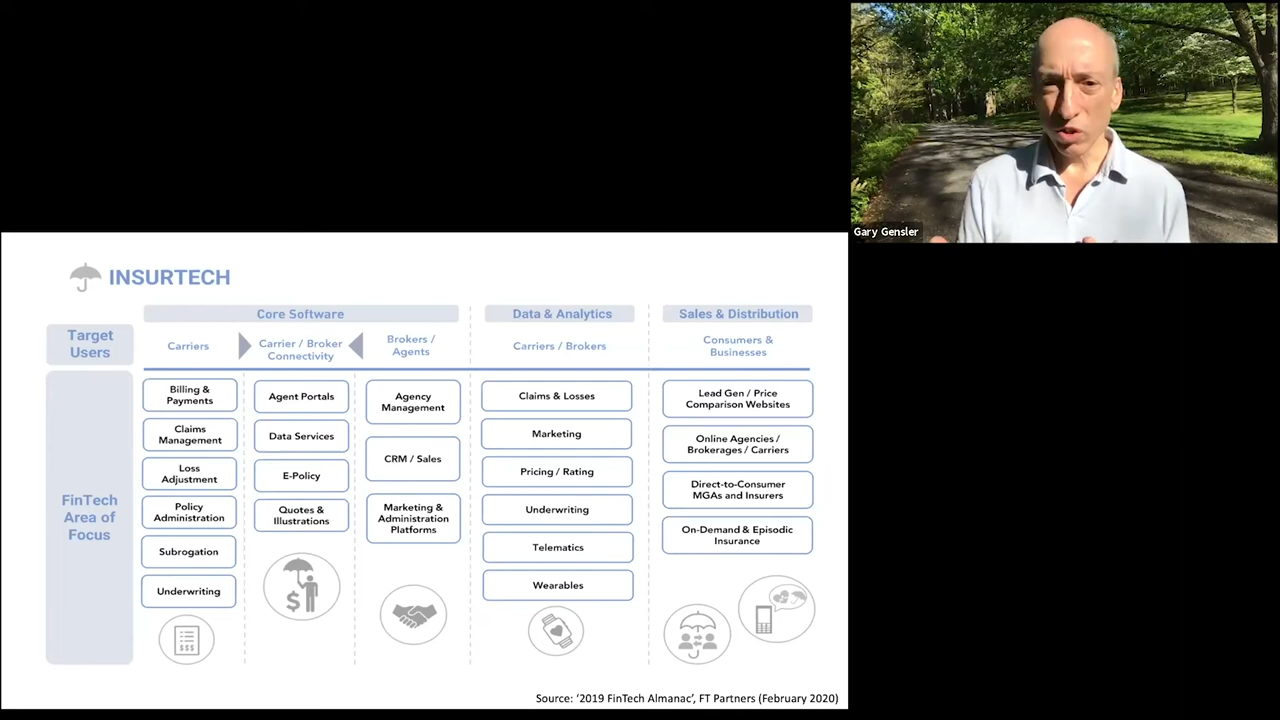 Gary Gensler
INSURTECH
Core Software
Data & Analytics
Sales & Distribution
Target
Users
Carriers
Carrier / Broker
Connectivity
Brokers /
Agents
Carriers / Brokers
Consumers &
Businesses
FinTech
Area of
Focus
Billing &
Payments
Claims
Management
Loss
Adjustment
Policy
Administration
Subrogation
Underwriting
$$$
Agent Portals
Data Services
E-Policy
Quotes &
Illustrations
$
Agency
Management
CRM / Sales
Marketing &
Administration
Platforms
Claims & Losses
Marketing
Pricing / Rating
Underwriting
Telematics
Wearables
Lead Gen / Price
Comparison Websites
Online Agencies /
Brokerages / Carriers
Direct-to-Consumer
MGAs and Insurers
On-Demand & Episodic
Insurance
Source: ‘2019 FinTech Almanac’, FT Partners (February 2020)